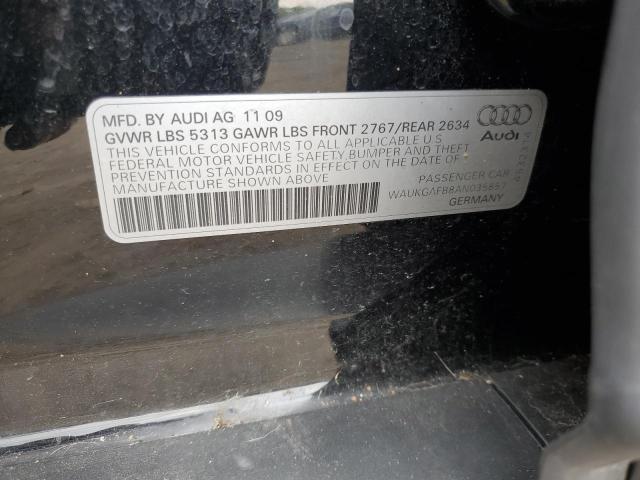 MFD. BY AUDI AG 11 09
GVWR LBS 5313 GAWR LBS FRONT 2767/REAR 2634
THIS VEHICLE CONFORMS TO ALL APPLICABLE U S
FEDERAL MOTOR VEHICLE SAFETY,BUMPER AND THEFT
PREVENTION STANDARDS IN EFFECT ON THE DATE OF
MANUFACTURE SHOWN ABOVE
PASSENGER CAR
WAUKGAFB8AN035857
GERMANY
Audi